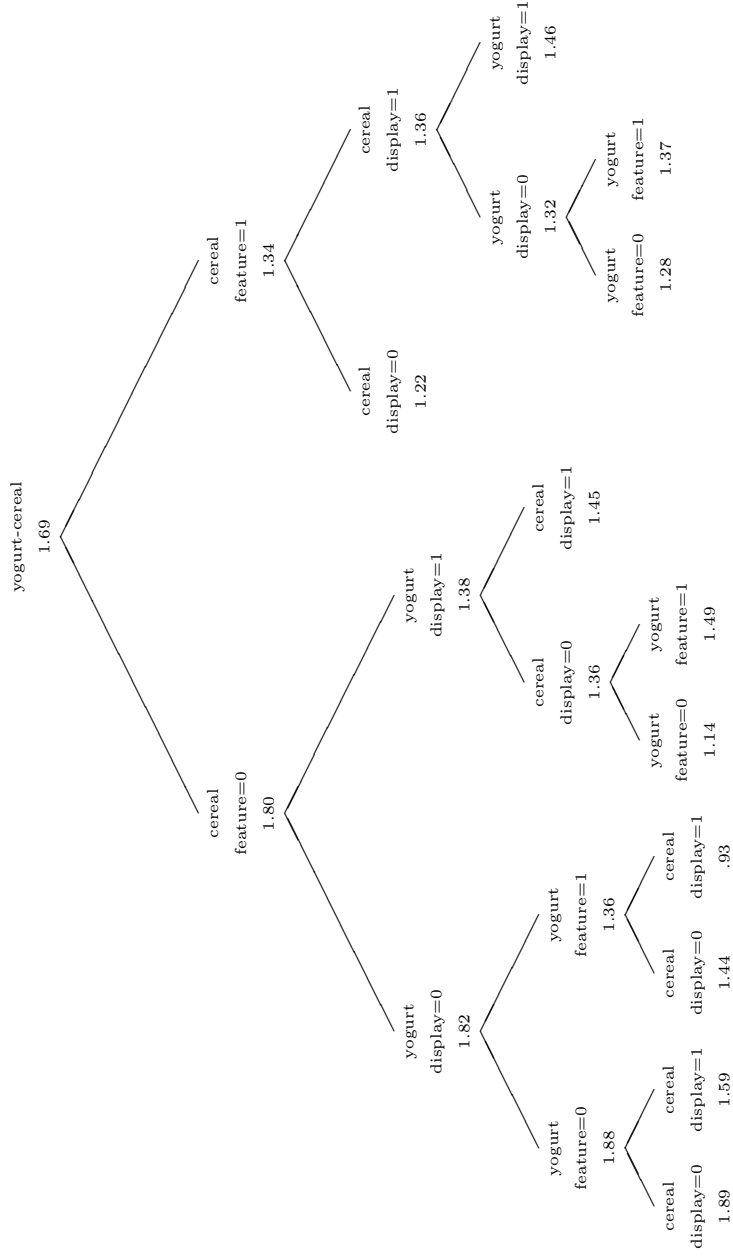 yogurt-cereal
1.69
cereal
feature=0
1.80
cereal
feature=1
1.34
yogurt
display=0
1.82
yogurt
display=1
1.38
cereal
display=0
1.22
cereal
display=1
1.36
yogurt
feature=0
1.88
yogurt
feature=1
1.36
cereal
display=0
1.36
cereal
display=1
1.45
yogurt
display=0
1.32
yogurt
display=1
1.46
cereal
display=0
1.89
cereal
display=1
1.59
cereal
display=0
1.44
cereal
display=1
.93
yogurt
feature=0
1.14
yogurt
feature=1
1.49
yogurt
feature=0
1.28
yogurt
feature=1
1.37